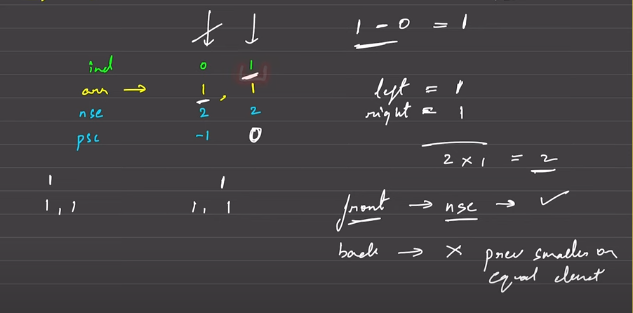 1 - 0 = 1
ind 0 1
arr → 1 , 1
nse 2 2
psc -1 0
left = 1
right = 1
2 x 1 = 2
1 1
1, 1 1, 1
front → nse → ✓
back → × prev smaller or
equal element